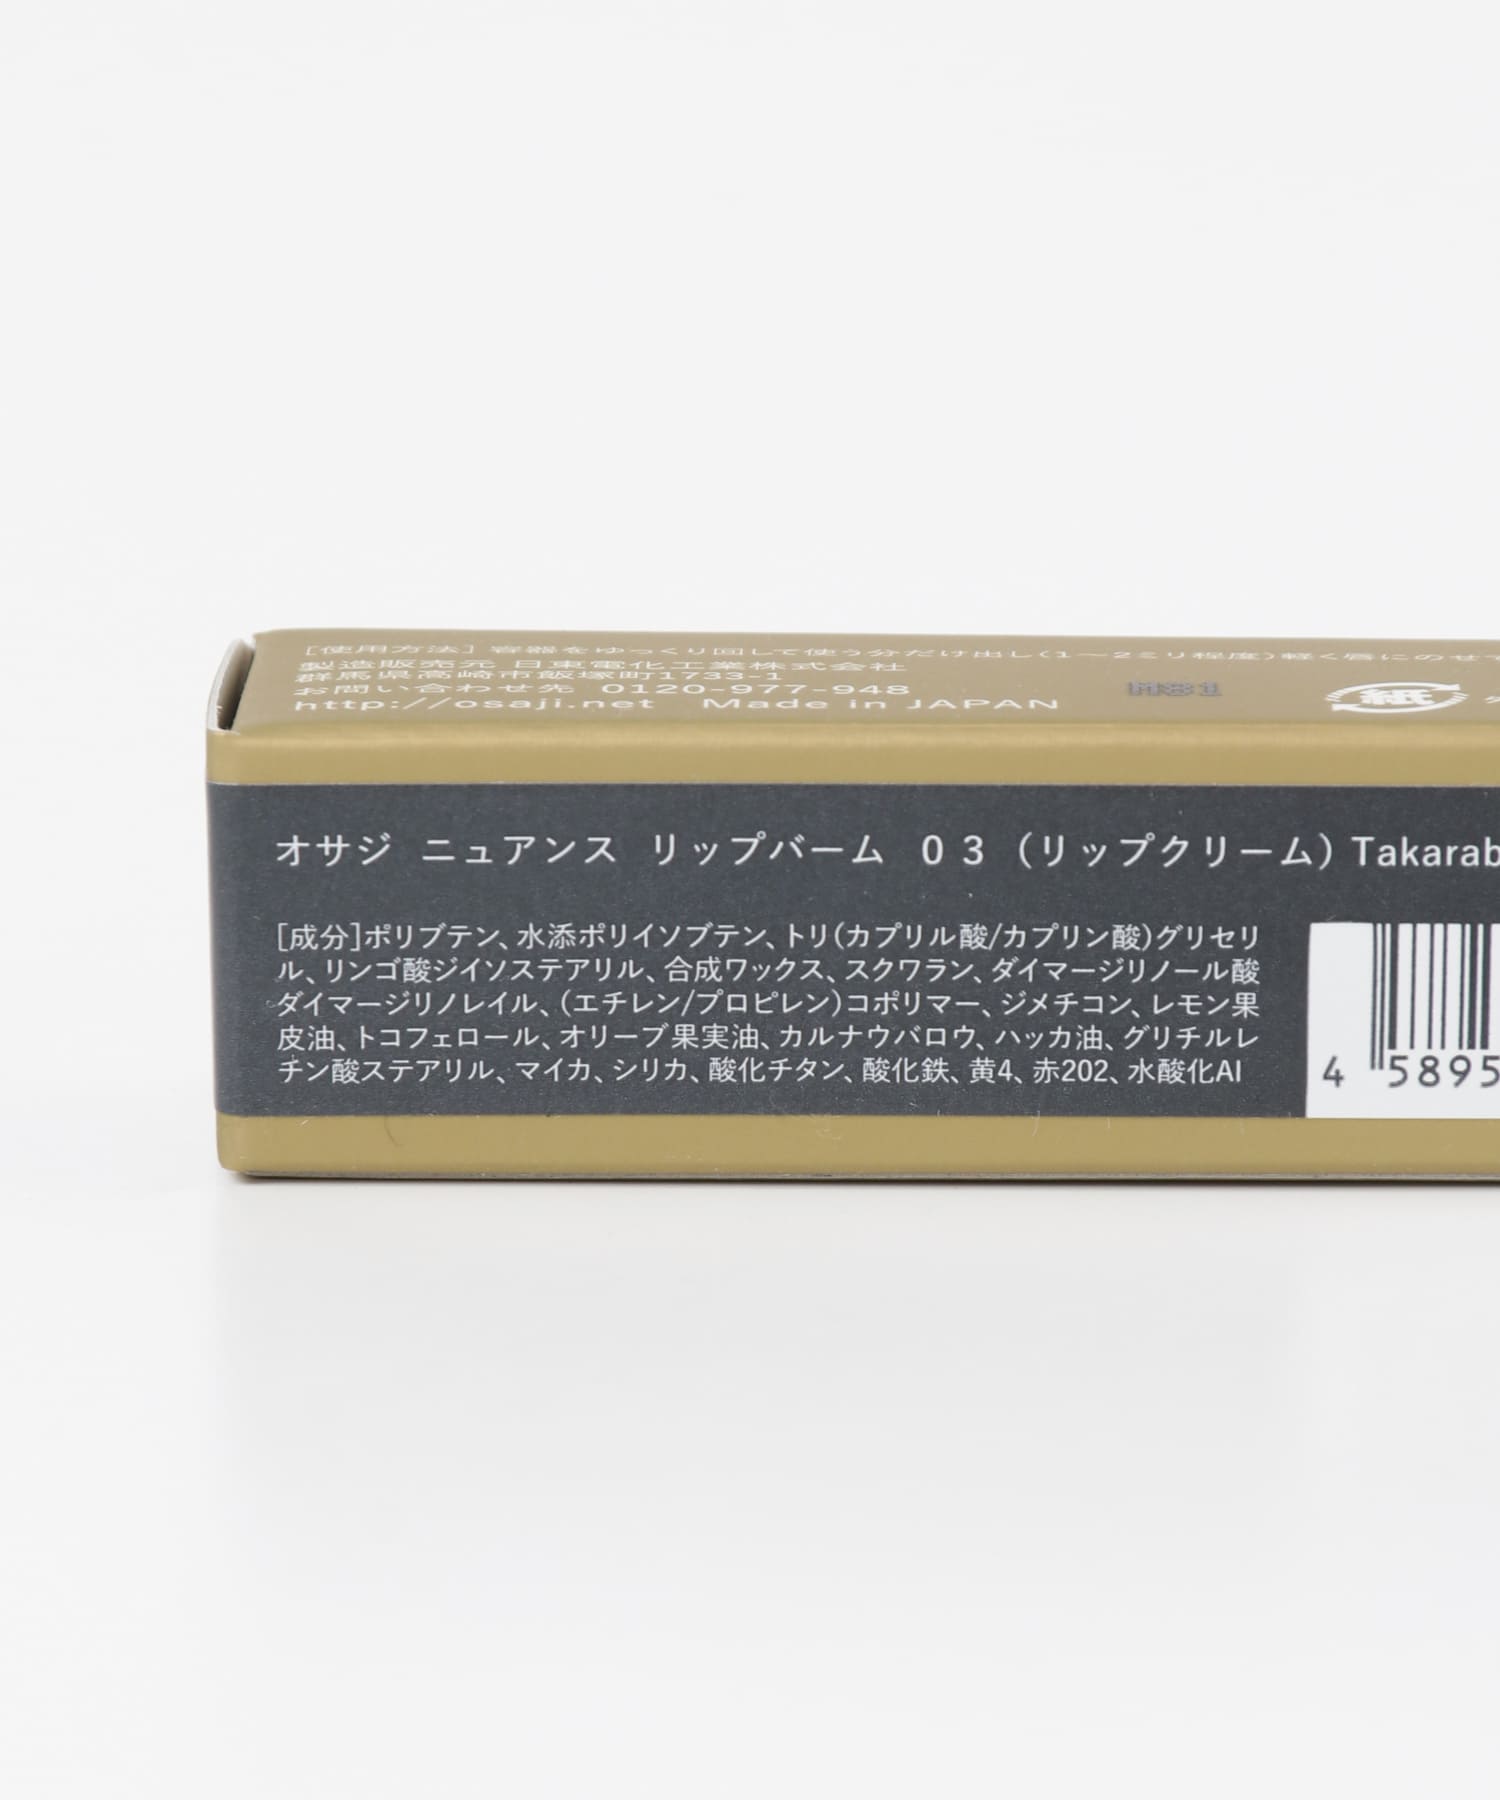 [使用方法] 容器をゆっくり回して使う分だけ出し(1〜2ミリ程度)軽く唇にのせて
製造販売元 日東電化工業株式会社
群馬県高崎市飯塚町1733-1
お問い合わせ先 0120-977-948
http://osaji.net Made in JAPAN
M81
紙
オサジ ニュアンス リップバーム 03(リップクリーム)Takarab
[成分]ポリブテン、水添ポリイソブテン、トリ(カプリル酸/カプリン酸)グリセリ
ル、リンゴ酸ジイソステアリル、合成ワックス、スクワラン、ダイマージリノール酸
ダイマージリノレイル、(エチレン/プロピレン)コポリマー、ジメチコン、レモン果
皮油、トコフェロール、オリーブ果実油、カルナウバロウ、ハッカ油、グリチルレ
チン酸ステアリル、マイカ、シリカ、酸化チタン、酸化鉄、黄4、赤202、水酸化Al
4 5895